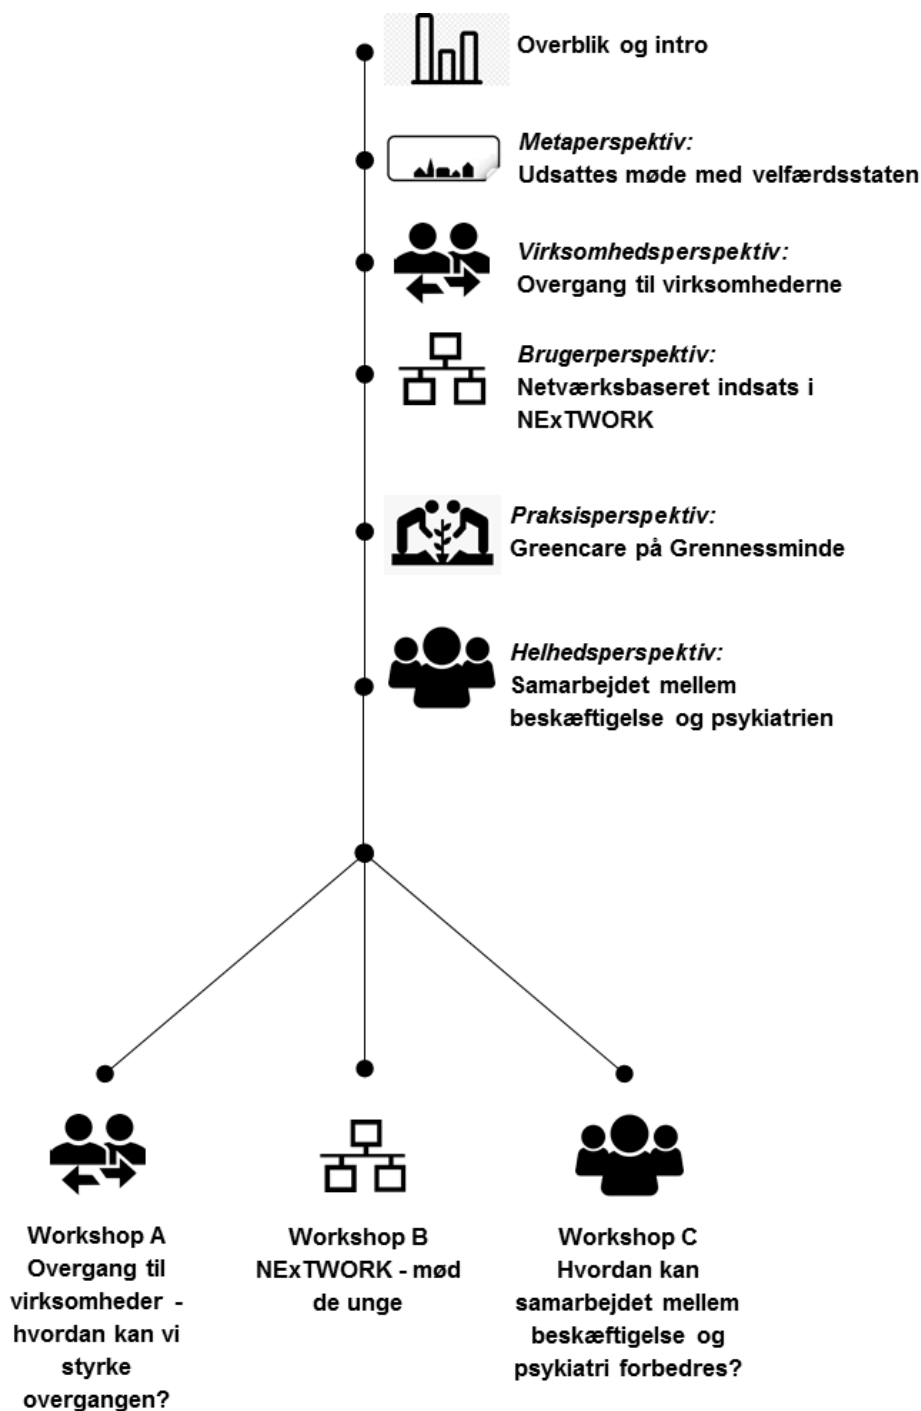 Overblik og intro
Metaperspektiv:
Udsattes møde med velfærdsstaten
Virksomhedsperspektiv:
Overgang til virksomhederne
Brugerperspektiv:
Netværksbaseret indsats i
NExTWORK
Praksisperspektiv:
Greencare på Grennessminde
Helhedsperspektiv:
Samarbejdet mellem
beskæftigelse og psykiatrien
Workshop A
Overgang til
virksomheder -
hvordan kan vi
styrke
overgangen?
Workshop B
NExTWORK - mød
de unge
Workshop C
Hvordan kan
samarbejdet mellem
beskæftigelse og
psykiatri forbedres?